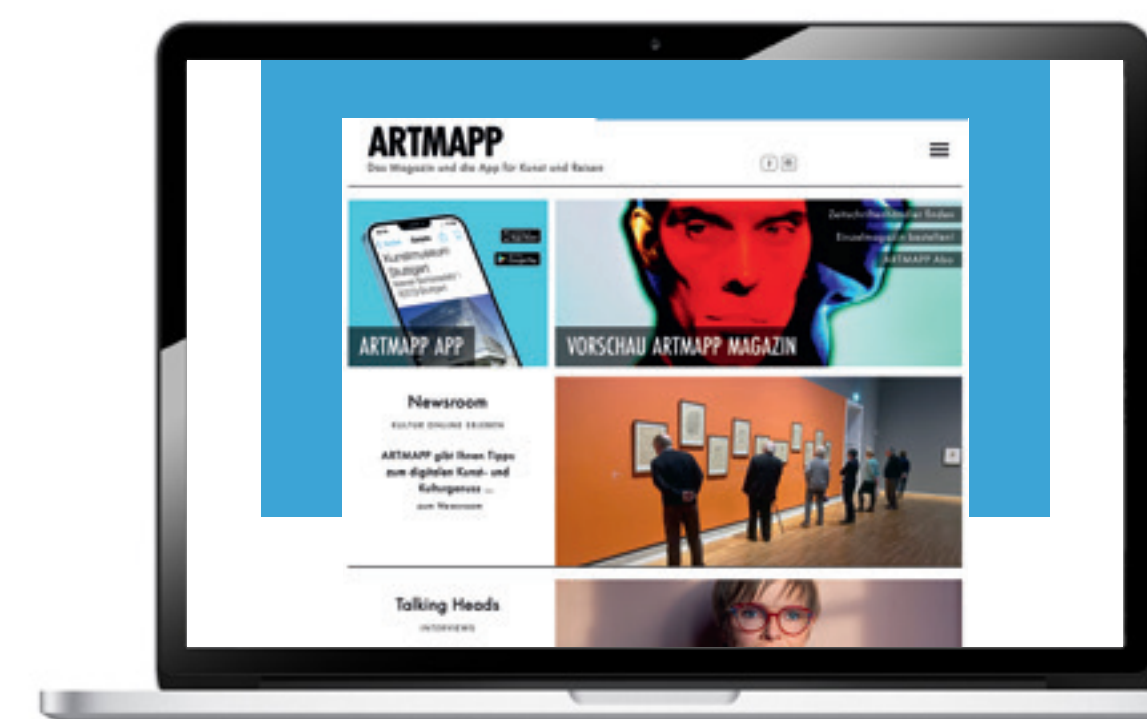 ARTMAPP
Das Magazin und die App für Kunst und Reisen
Kunstmuseum
Stuttgart
ARTMAPP APP
Zeitschriftenhändler finden
Einzelmagazin bestellen!
ARTMAPP Abo
VORSCHAU ARTMAPP MAGAZIN
Newsroom
KULTUR ONLINE ERLEBEN
ARTMAPP gibt Ihnen Tipps
zum digitalen Kunst- und
Kulturgenuss ...
zum Newsroom
Talking Heads
INTERVIEWS